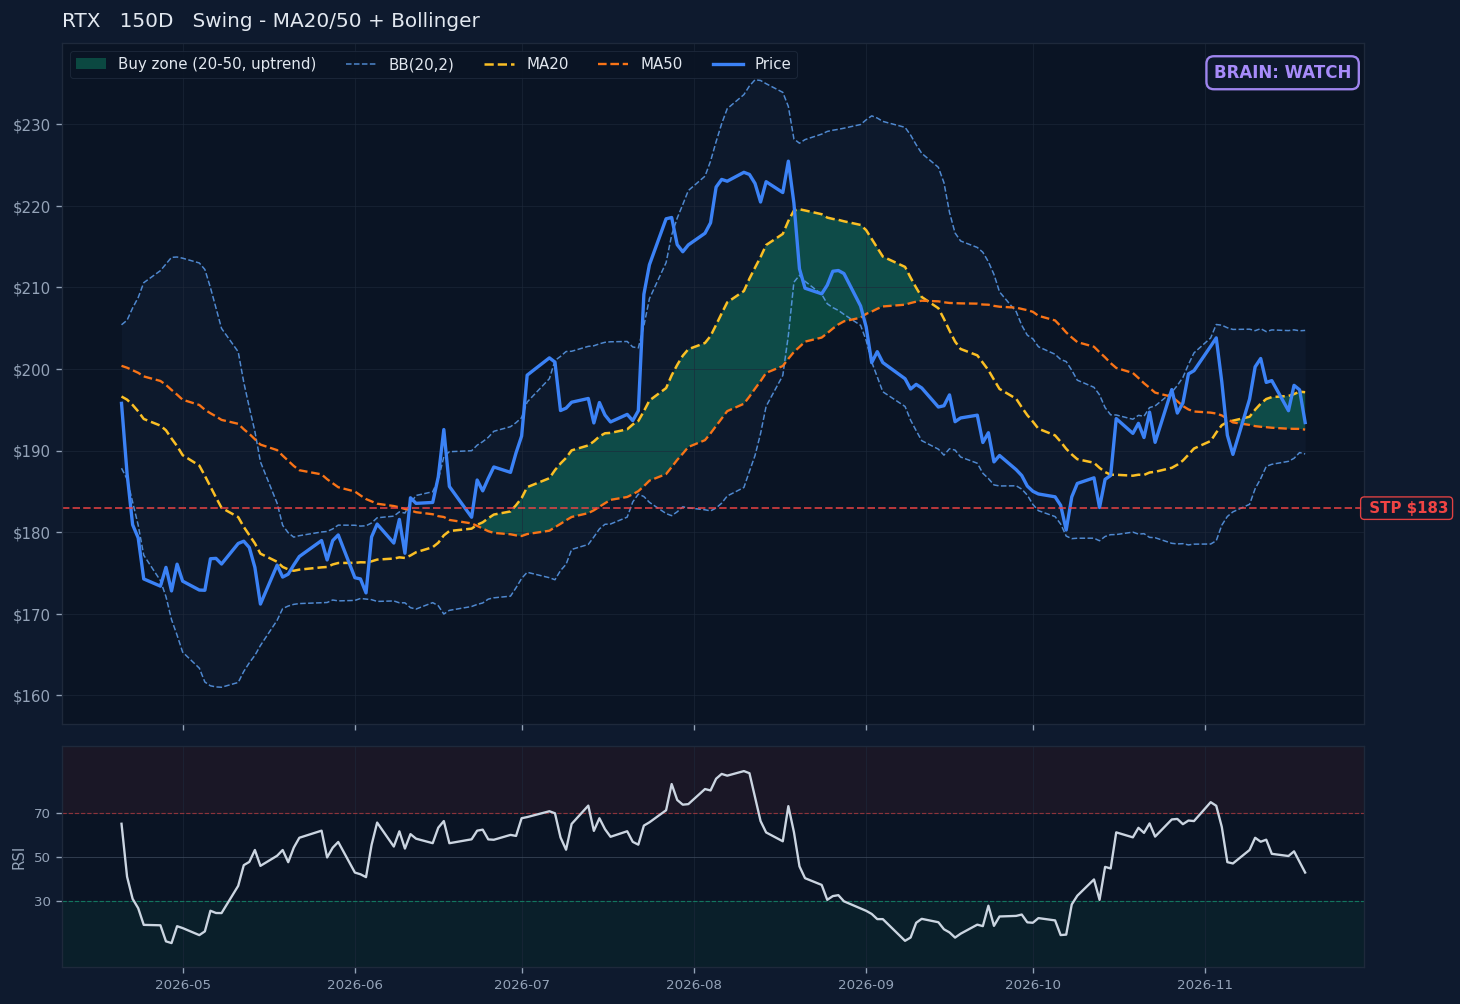 RTX   150D   Swing - MA20/50 + Bollinger
Buy zone (20-50, uptrend)   BB(20,2)   MA20   MA50   Price
BRAIN: WATCH
$230
$220
$210
$200
$190
$180
$170
$160
STP $183
RSI
70
50
30
2026-05   2026-06   2026-07   2026-08   2026-09   2026-10   2026-11